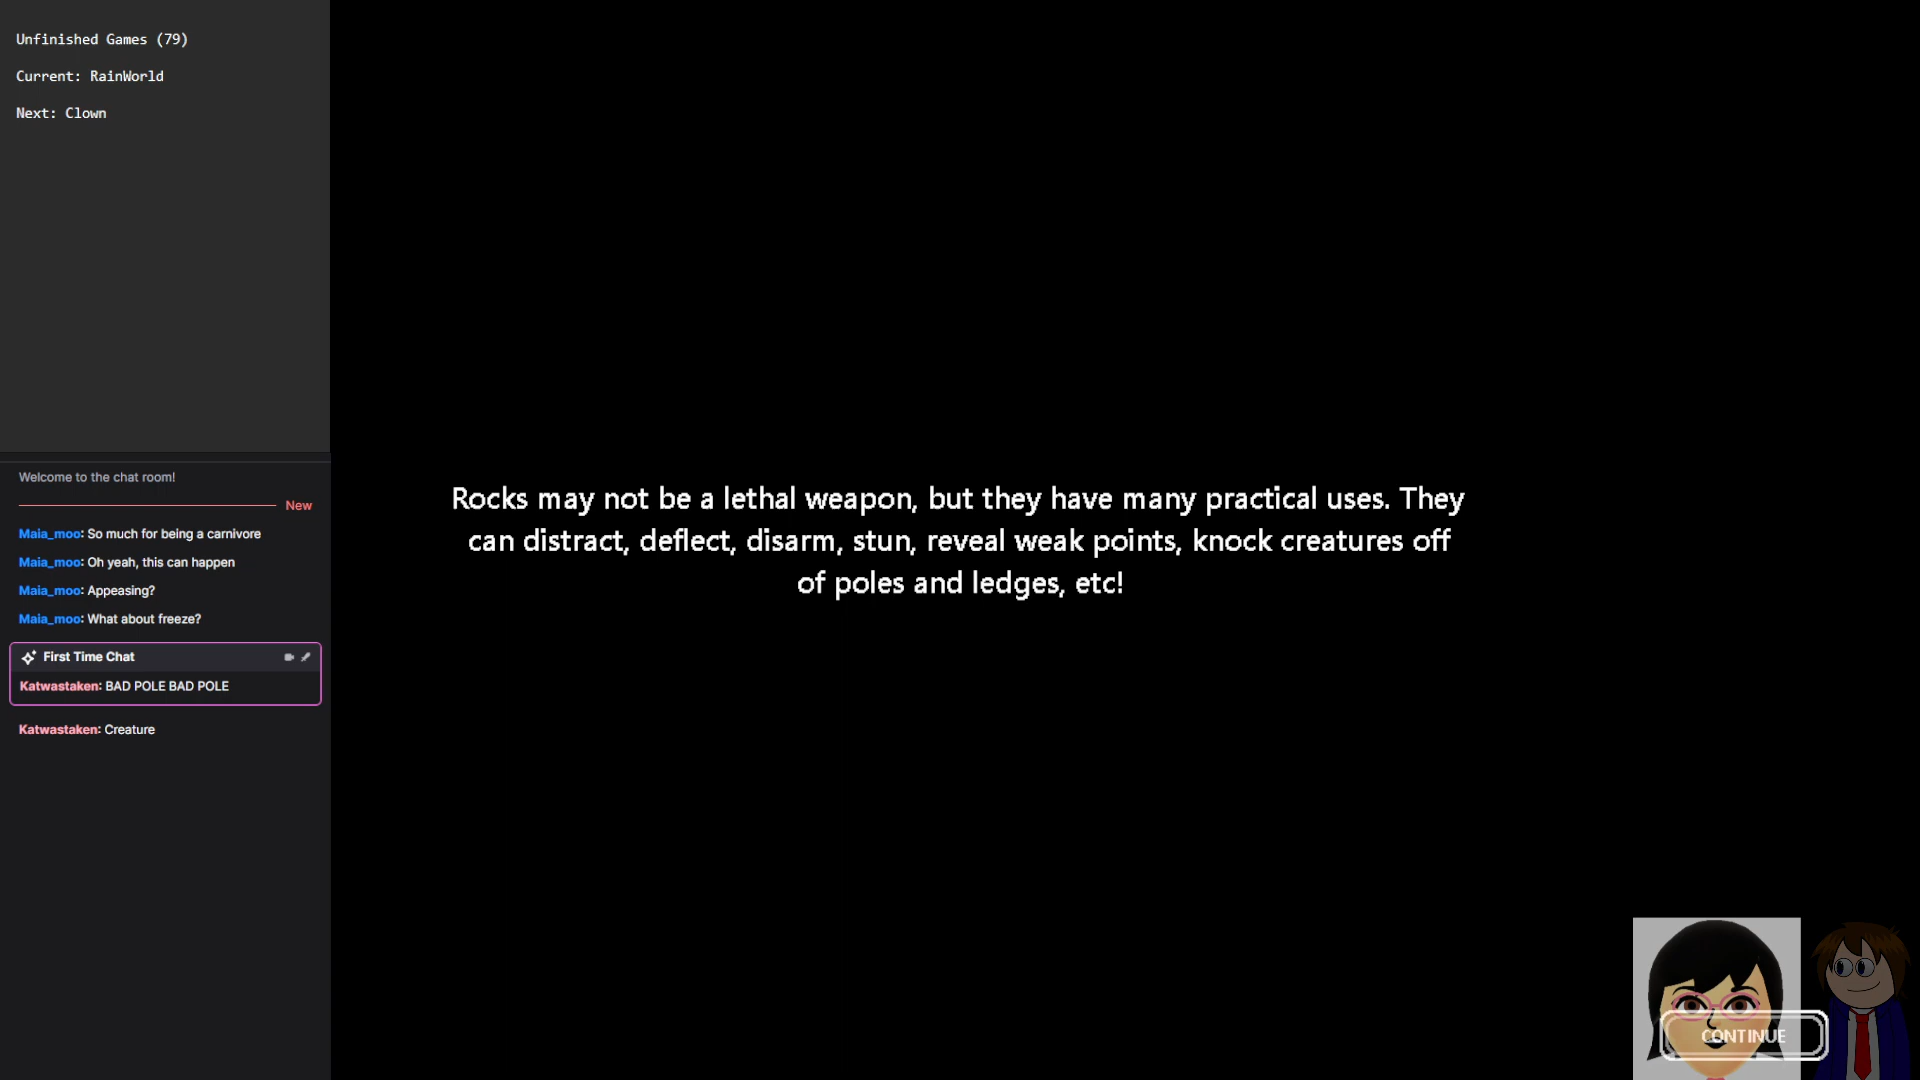 Unfinished Games (79)
Current: RainWorld
Next: Clown
Welcome to the chat room!
New
Maia_moo: So much for being a carnivore
Maia_moo: Oh yeah, this can happen
Maia_moo: Appeasing?
Maia_moo: What about freeze?
First Time Chat
Katwastaken: BAD POLE BAD POLE
Katwastaken: Creature
Rocks may not be a lethal weapon, but they have many practical uses. They
can distract, deflect, disarm, stun, reveal weak points, knock creatures off
of poles and ledges, etc!
CONTINUE